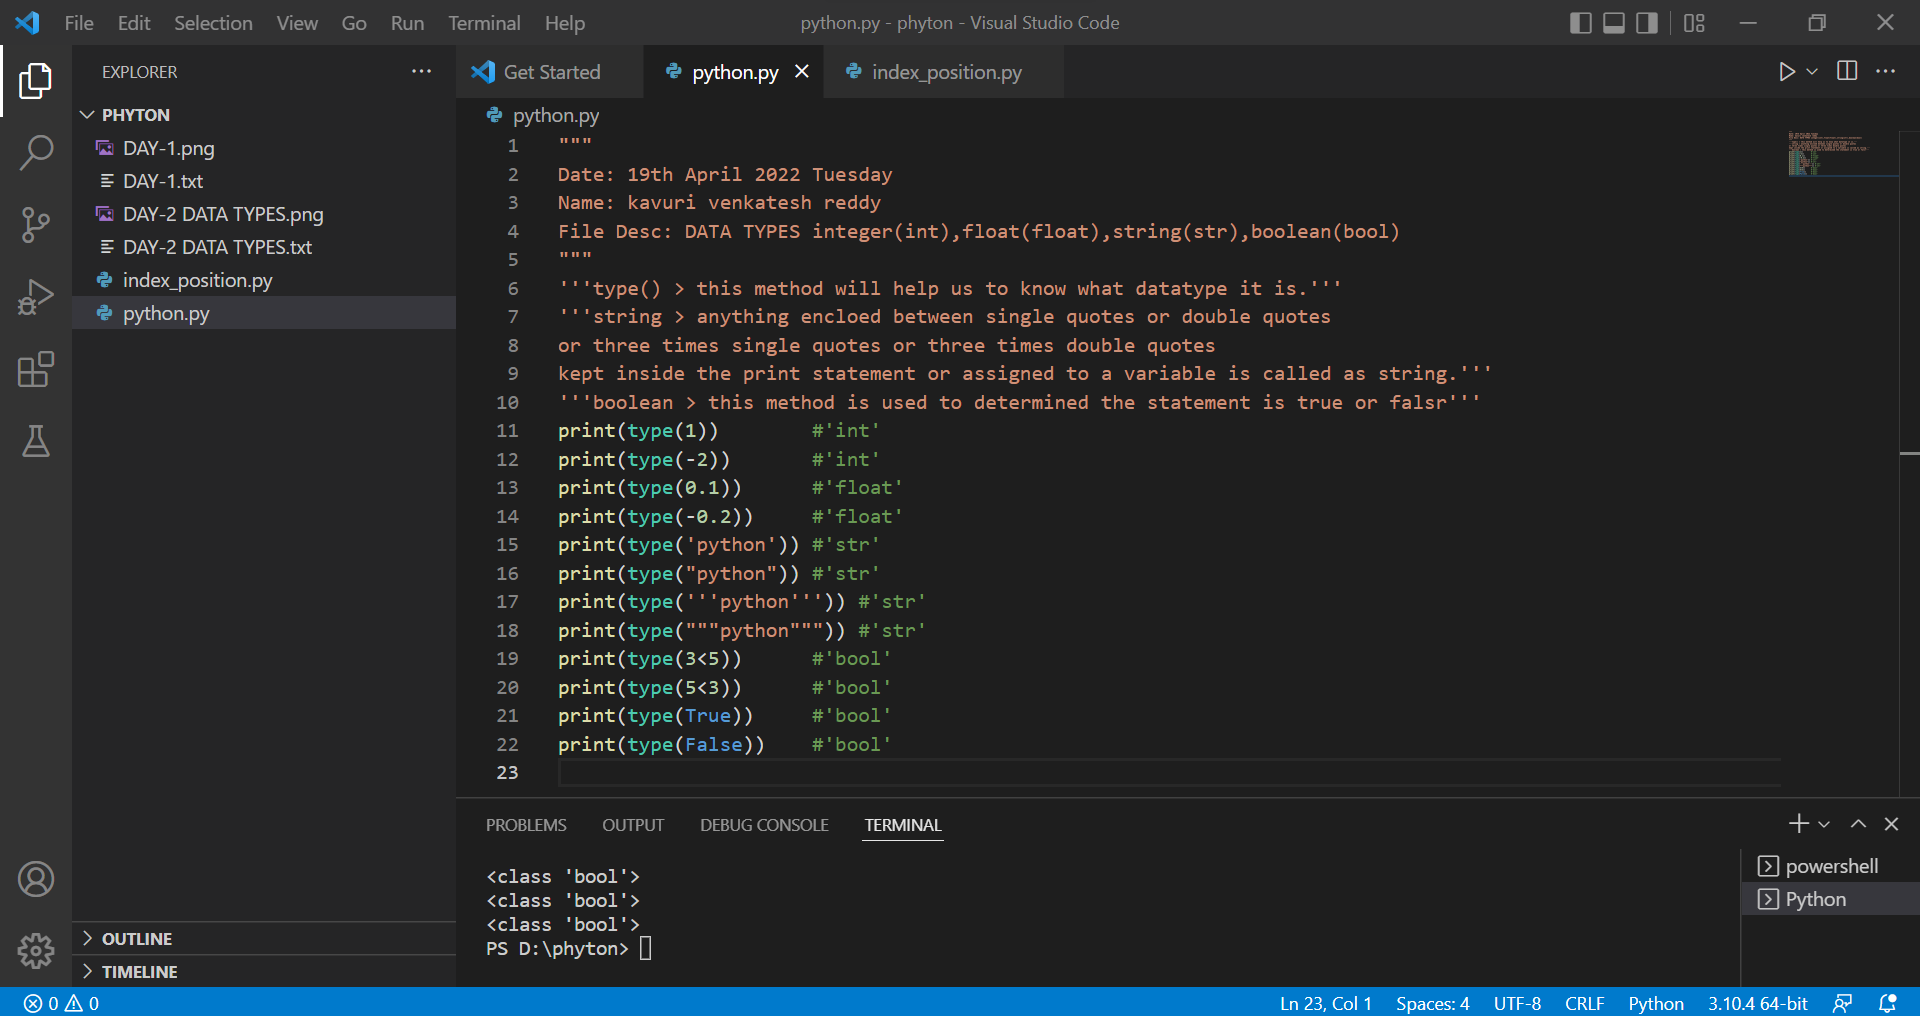 File Edit Selection View Go Run Terminal Help python.py - phyton - Visual Studio Code
EXPLORER
PHYTON
DAY-1.png
DAY-1.txt
DAY-2 DATA TYPES.png
DAY-2 DATA TYPES.txt
index_position.py
python.py
OUTLINE
TIMELINE
Get Started python.py index_position.py
python.py
1 """
2 Date: 19th April 2022 Tuesday
3 Name: kavuri venkatesh reddy
4 File Desc: DATA TYPES integer(int),float(float),string(str),boolean(bool)
5 """
6 '''type() > this method will help us to know what datatype it is.'''
7 '''string > anything encloed between single quotes or double quotes
8 or three times single quotes or three times double quotes
9 kept inside the print statement or assigned to a variable is called as string.'''
10 '''boolean > this method is used to determined the statement is true or falsr'''
11 print(type(1))        #'int'
12 print(type(-2))       #'int'
13 print(type(0.1))      #'float'
14 print(type(-0.2))     #'float'
15 print(type('python')) #'str'
16 print(type("python")) #'str'
17 print(type('''python''')) #'str'
18 print(type("""python""")) #'str'
19 print(type(3<5))      #'bool'
20 print(type(5<3))      #'bool'
21 print(type(True))     #'bool'
22 print(type(False))    #'bool'
23
PROBLEMS OUTPUT DEBUG CONSOLE TERMINAL
<class 'bool'>
<class 'bool'>
<class 'bool'>
PS D:\phyton>
powershell
Python
0 0 Ln 23, Col 1 Spaces: 4 UTF-8 CRLF Python 3.10.4 64-bit